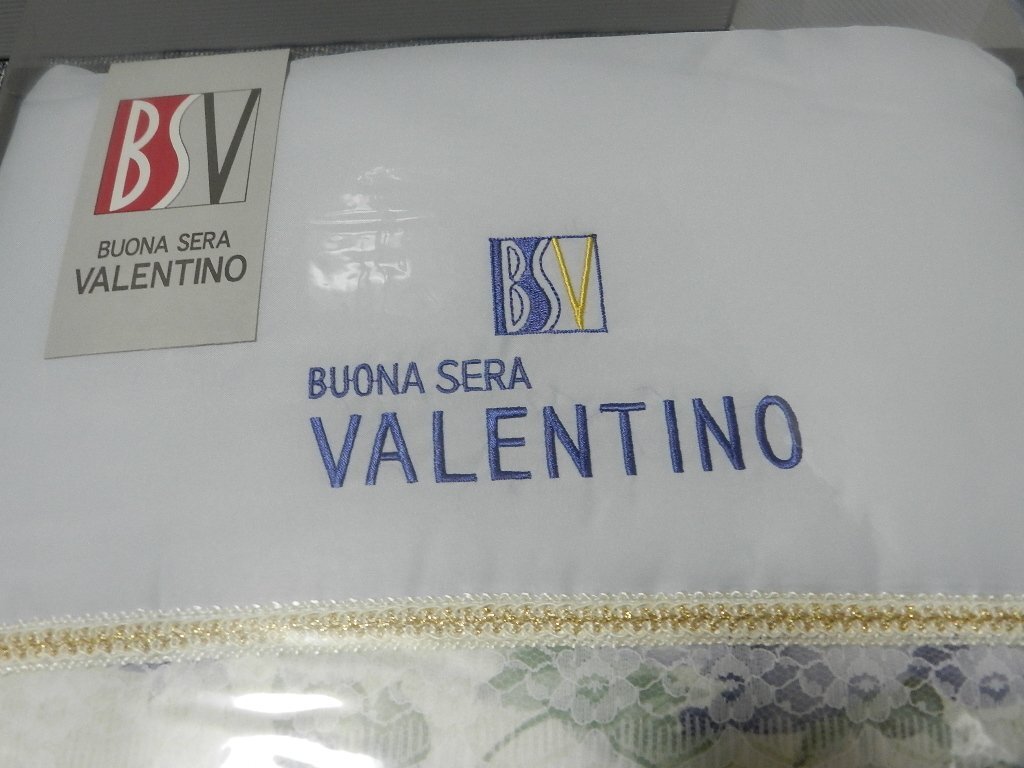 BSV
BUONA SERA
VALENTINO
BSV
BUONA SERA
VALENTINO